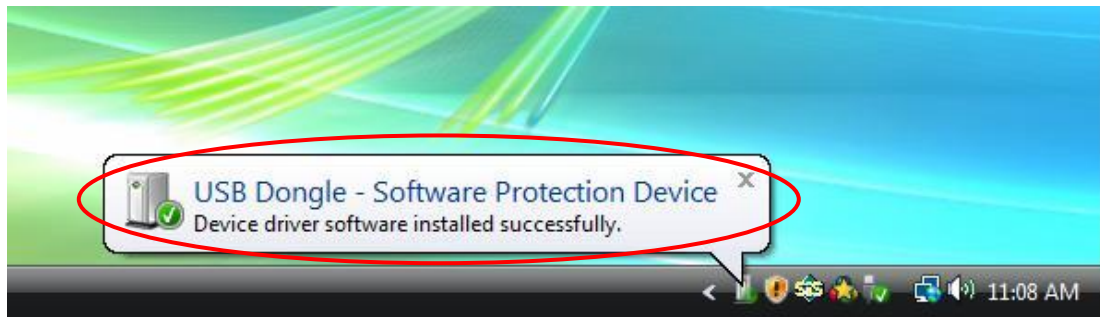 USB Dongle - Software Protection Device
Device driver software installed successfully.
11:08 AM